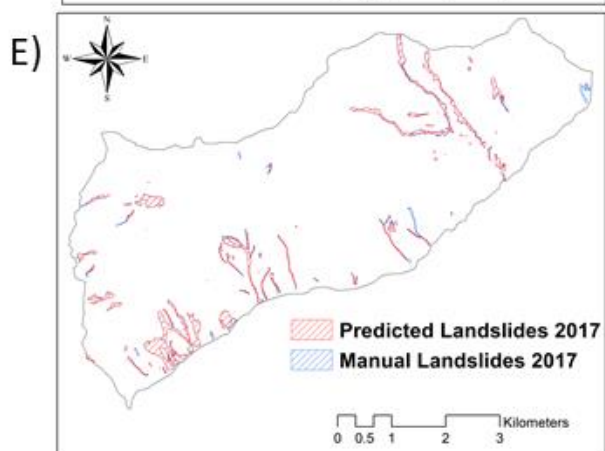 E)
N
W E
S
Predicted Landslides 2017
Manual Landslides 2017
Kilometers
0 0.5 1 2 3